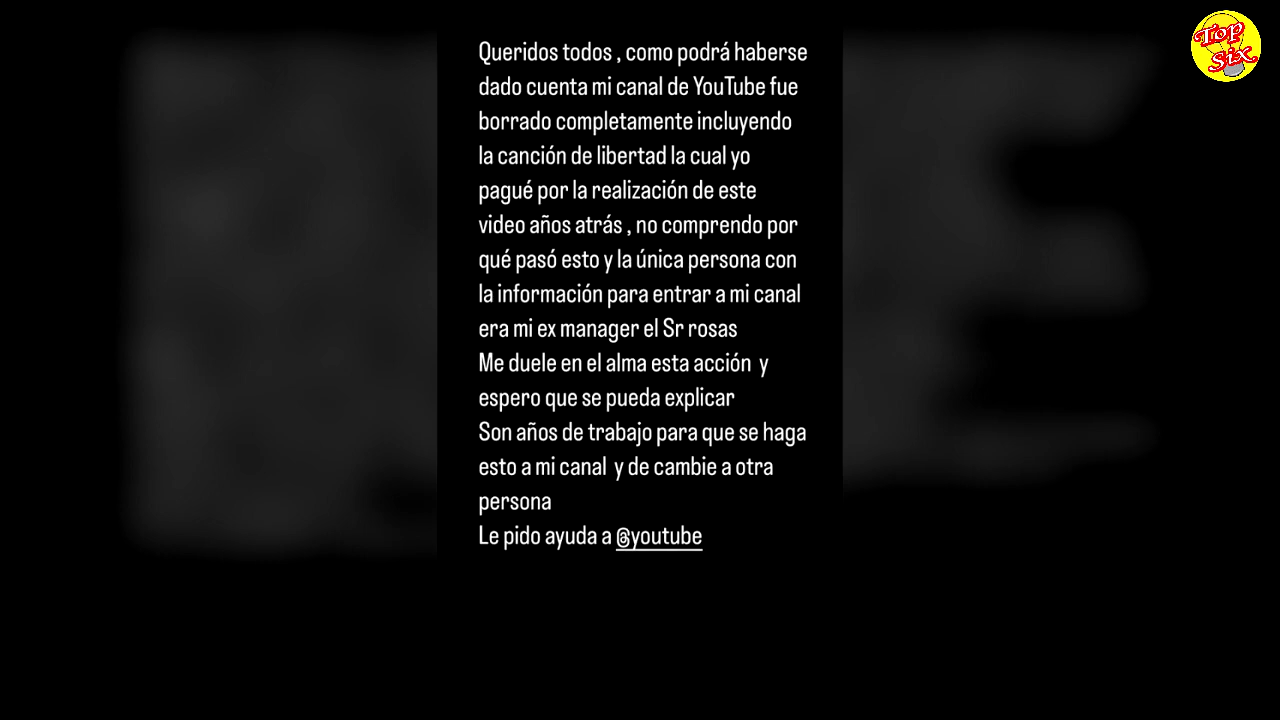 Queridos todos , como podrá haberse
dado cuenta mi canal de YouTube fue
borrado completamente incluyendo
la canción de libertad la cual yo
pagué por la realización de este
video años atrás , no comprendo por
qué pasó esto y la única persona con
la información para entrar a mi canal
era mi ex manager el Sr rosas
Me duele en el alma esta acción  y
espero que se pueda explicar
Son años de trabajo para que se haga
esto a mi canal  y de cambie a otra
persona
Le pido ayuda a @youtube
Top
Six